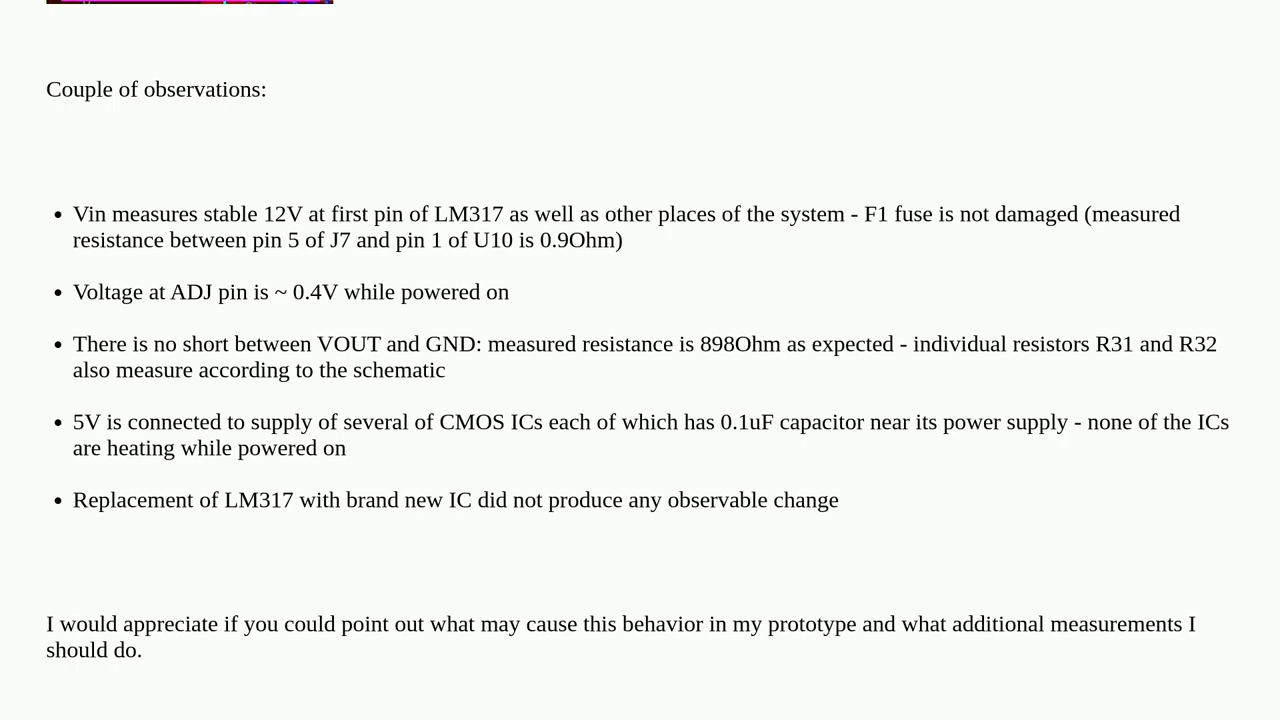 Couple of observations:
• Vin measures stable 12V at first pin of LM317 as well as other places of the system - F1 fuse is not damaged (measured
resistance between pin 5 of J7 and pin 1 of U10 is 0.9Ohm)
• Voltage at ADJ pin is ~ 0.4V while powered on
• There is no short between VOUT and GND: measured resistance is 898Ohm as expected - individual resistors R31 and R32
also measure according to the schematic
• 5V is connected to supply of several of CMOS ICs each of which has 0.1uF capacitor near its power supply - none of the ICs
are heating while powered on
• Replacement of LM317 with brand new IC did not produce any observable change
I would appreciate if you could point out what may cause this behavior in my prototype and what additional measurements I
should do.